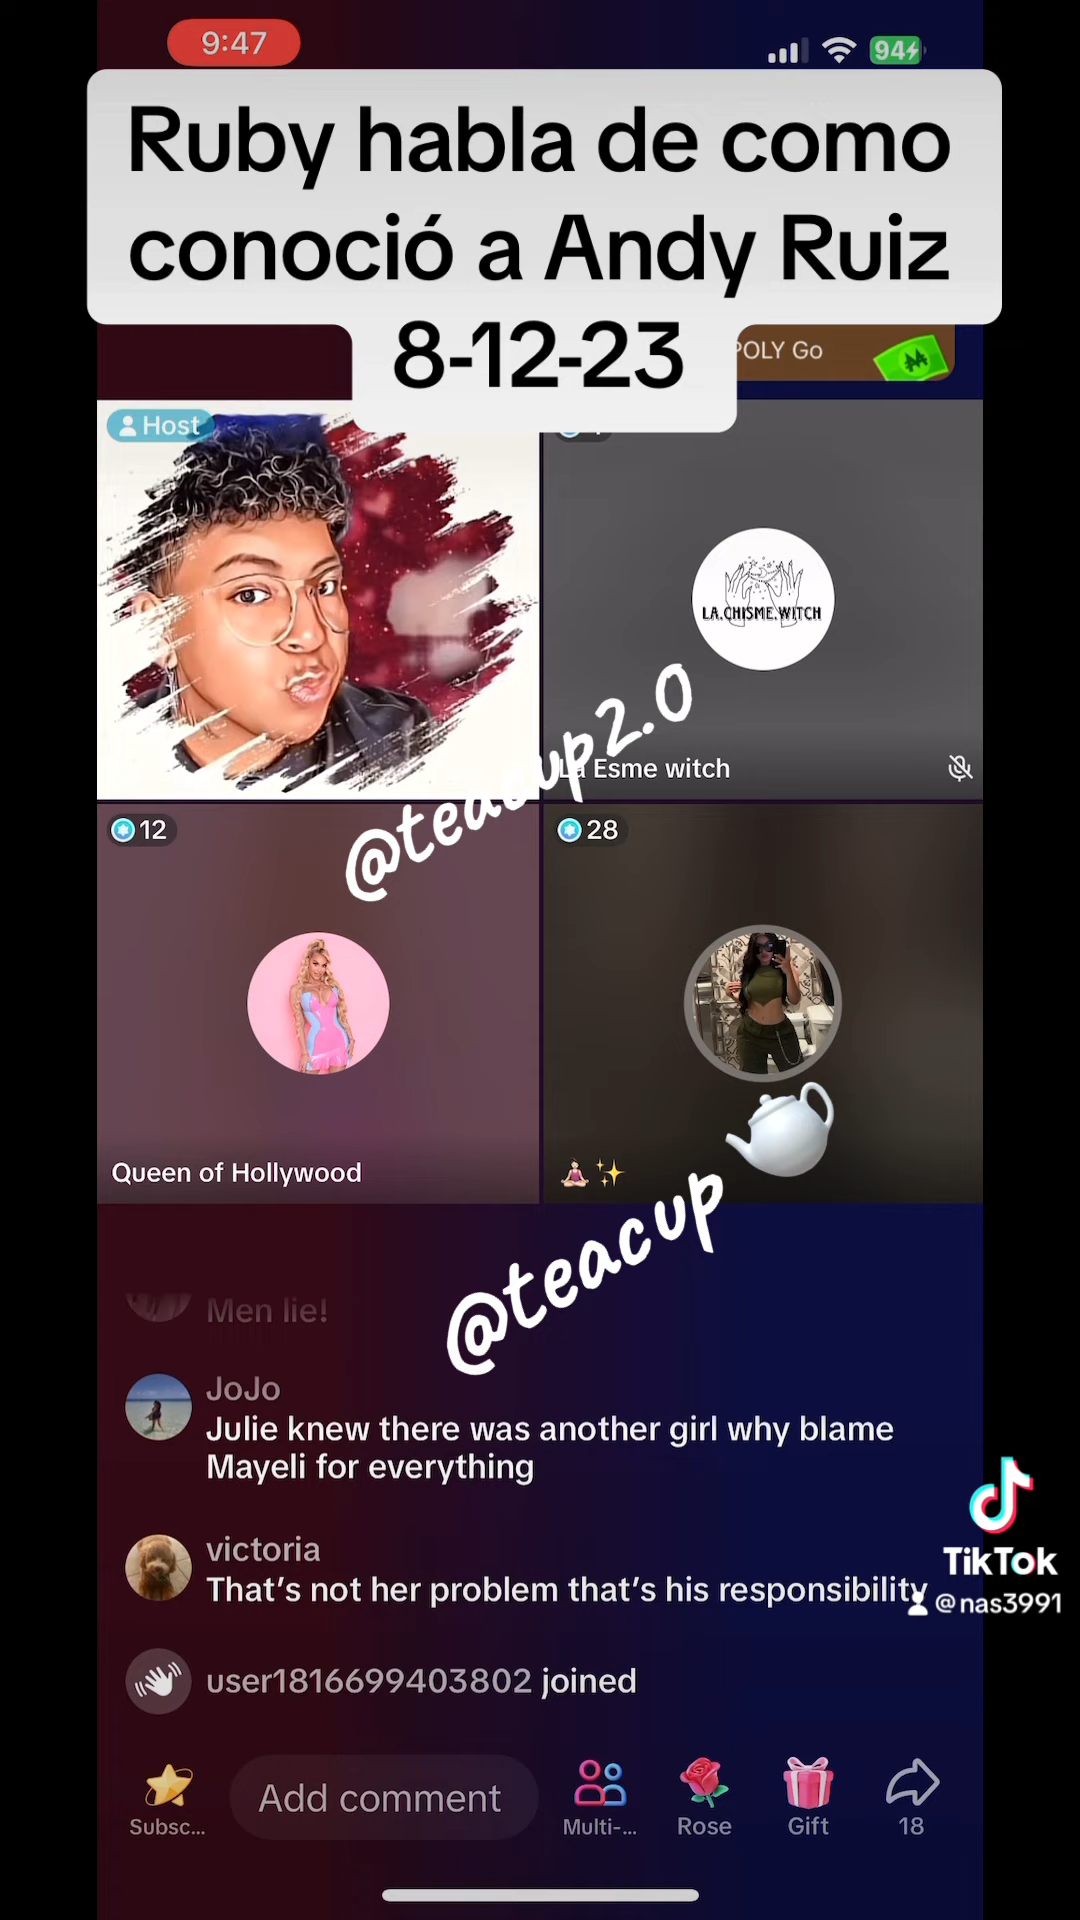 9:47
94
Ruby habla de como
conoció a Andy Ruiz
8-12-23
POLY Go
Host
LA.CHISME.WITCH
La Esme witch
@teacup2.0
12
28
Queen of Hollywood
@teacup
Men lie!
JoJo
Julie knew there was another girl why blame
Mayeli for everything
victoria
That's not her problem that's his responsibility
TikTok
@nas3991
user1816699403802 joined
Subsc...
Add comment
Multi-...
Rose
Gift
18